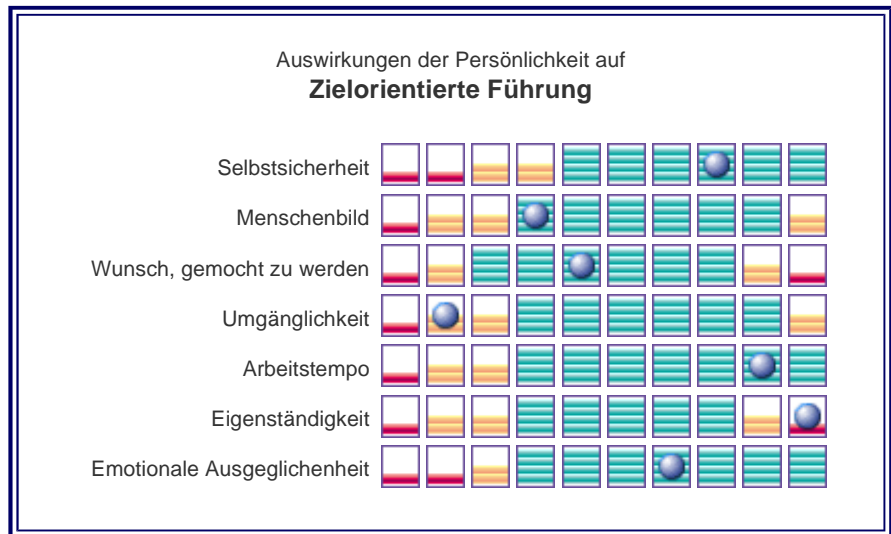 Auswirkungen der Persönlichkeit auf
Zielorientierte Führung
Selbstsicherheit
Menschenbild
Wunsch, gemocht zu werden
Umgänglichkeit
Arbeitstempo
Eigenständigkeit
Emotionale Ausgeglichenheit